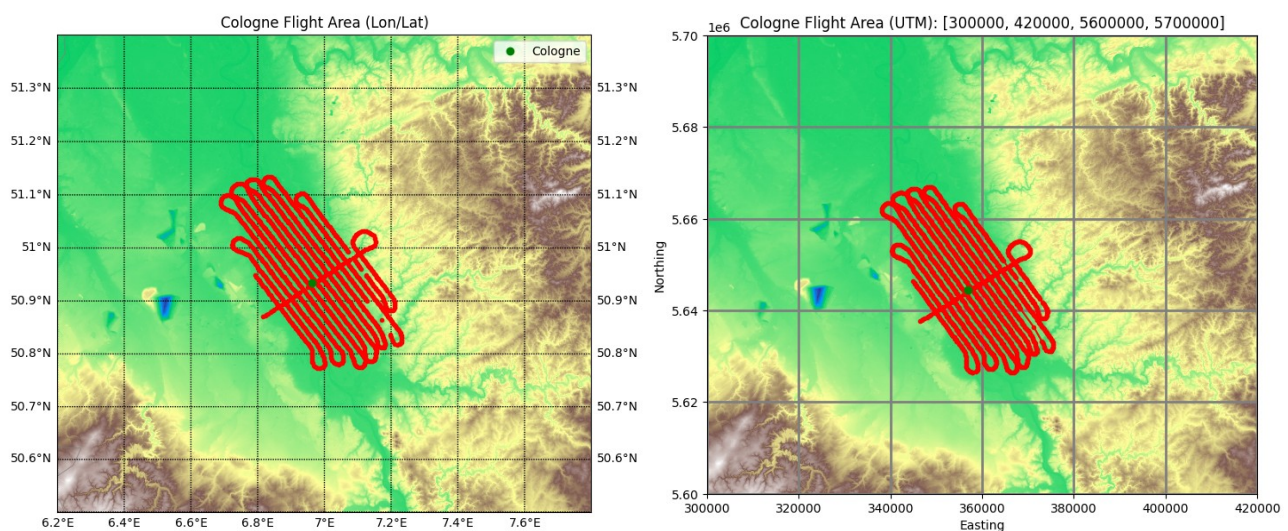 Cologne Flight Area (Lon/Lat)
Cologne
51.3°N
51.3°N
51.2°N
51.2°N
51.1°N
51.1°N
51°N
51°N
50.9°N
50.9°N
50.8°N
50.8°N
50.7°N
50.7°N
50.6°N
50.6°N
6.2°E
6.4°E
6.6°E
6.8°E
7°E
7.2°E
7.4°E
7.6°E
Cologne Flight Area (UTM): [300000, 420000, 5600000, 5700000]
1e6
5.70
5.68
5.66
5.64
5.62
5.60
Northing
300000
320000
340000
360000
380000
400000
420000
Easting